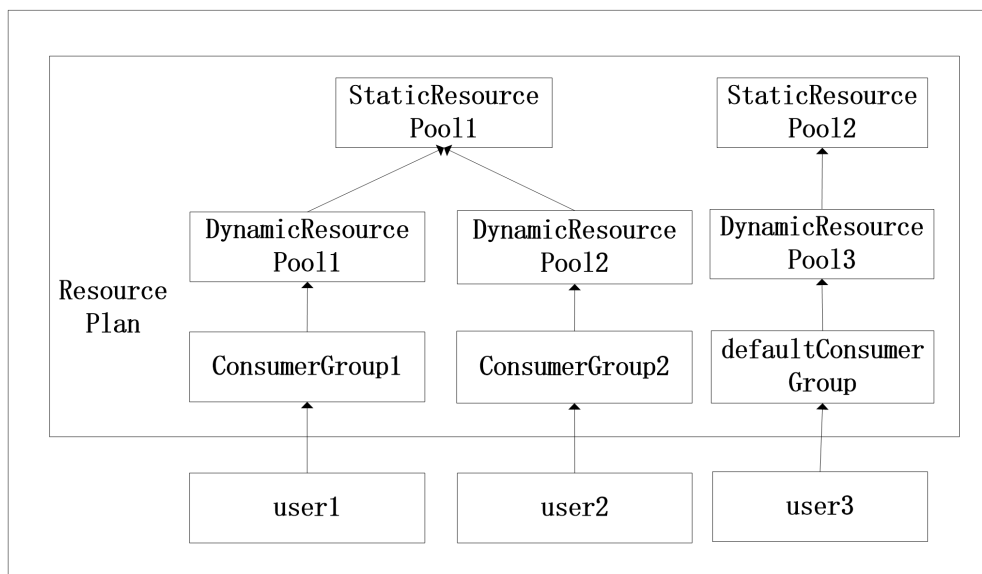 StaticResource
Pool1
StaticResource
Pool2
DynamicResource
Pool1
DynamicResource
Pool2
DynamicResource
Pool3
Resource
Plan
ConsumerGroup1
ConsumerGroup2
defaultConsumer
Group
user1
user2
user3